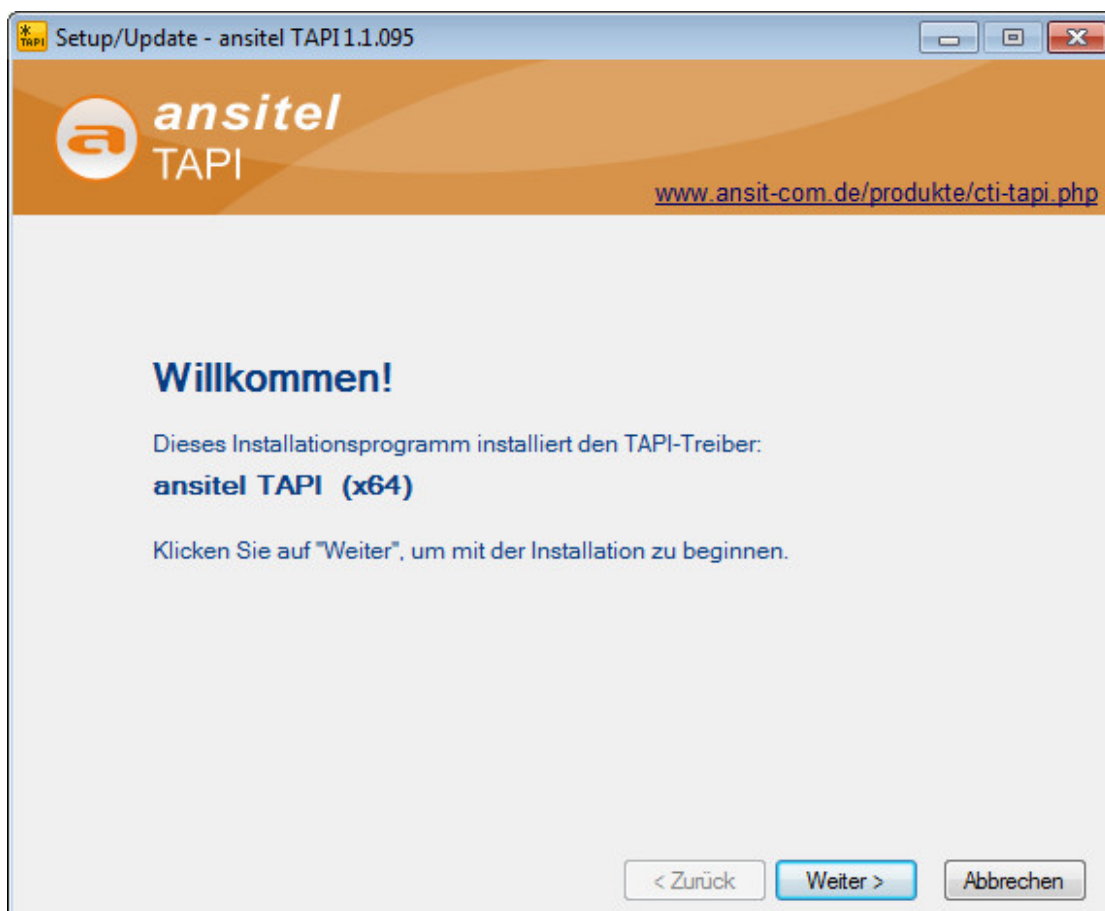 TAPI
Setup/Update - ansitel TAPI 1.1.095
a ansitel
TAPI
www.ansit-com.de/produkte/cti-tapi.php
Willkommen!
Dieses Installationsprogramm installiert den TAPI-Treiber:
ansitel TAPI (x64)
Klicken Sie auf "Weiter", um mit der Installation zu beginnen.
< Zurück Weiter > Abbrechen